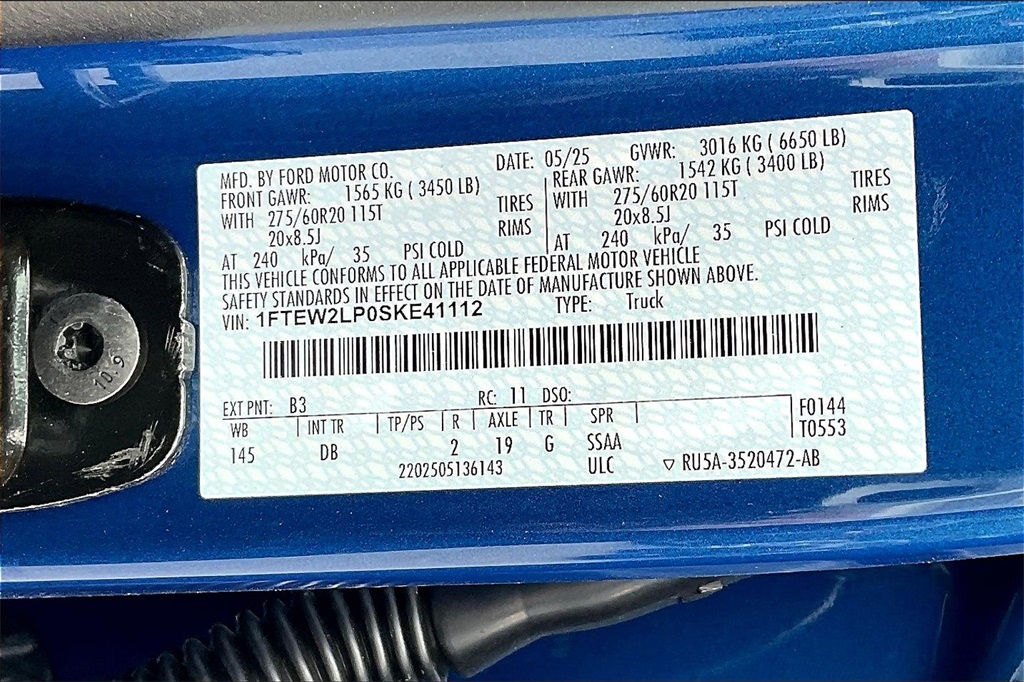 MFD. BY FORD MOTOR CO. DATE: 05/25 GVWR: 3016 KG ( 6650 LB)
FRONT GAWR: 1565 KG ( 3450 LB) REAR GAWR: 1542 KG ( 3400 LB)
WITH 275/60R20 115T TIRES WITH 275/60R20 115T TIRES
20x8.5J RIMS 20x8.5J RIMS
AT 240 kPa/ 35 PSI COLD AT 240 kPa/ 35 PSI COLD
THIS VEHICLE CONFORMS TO ALL APPLICABLE FEDERAL MOTOR VEHICLE
SAFETY STANDARDS IN EFFECT ON THE DATE OF MANUFACTURE SHOWN ABOVE.
VIN: 1FTEW2LP0SKE41112 TYPE: Truck
EXT PNT: B3 RC: 11 DSO:
WB INT TR TP/PS R AXLE TR SPR F0144
145 DB 2 19 G SSAA T0553
2202505136143 ULC ▽ RU5A-3520472-AB
10.9